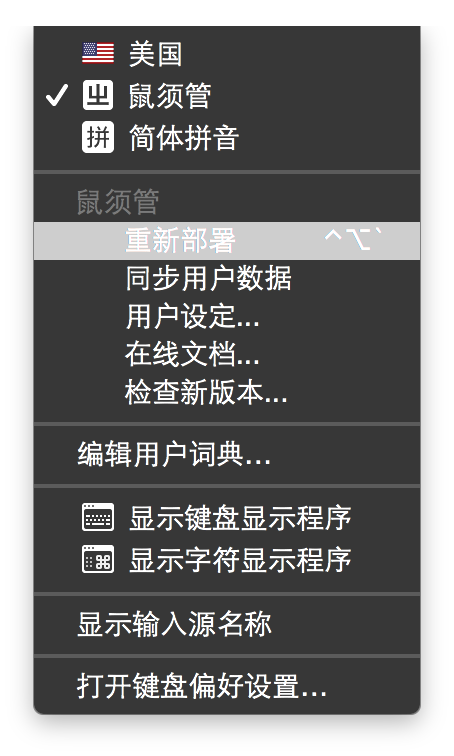 美国
鼠须管
拼 简体拼音
鼠须管
重新部署 ⌃⌥`
同步用户数据
用户设定...
在线文档...
检查新版本...
编辑用户词典...
显示键盘显示程序
显示字符显示程序
显示输入源名称
打开键盘偏好设置...